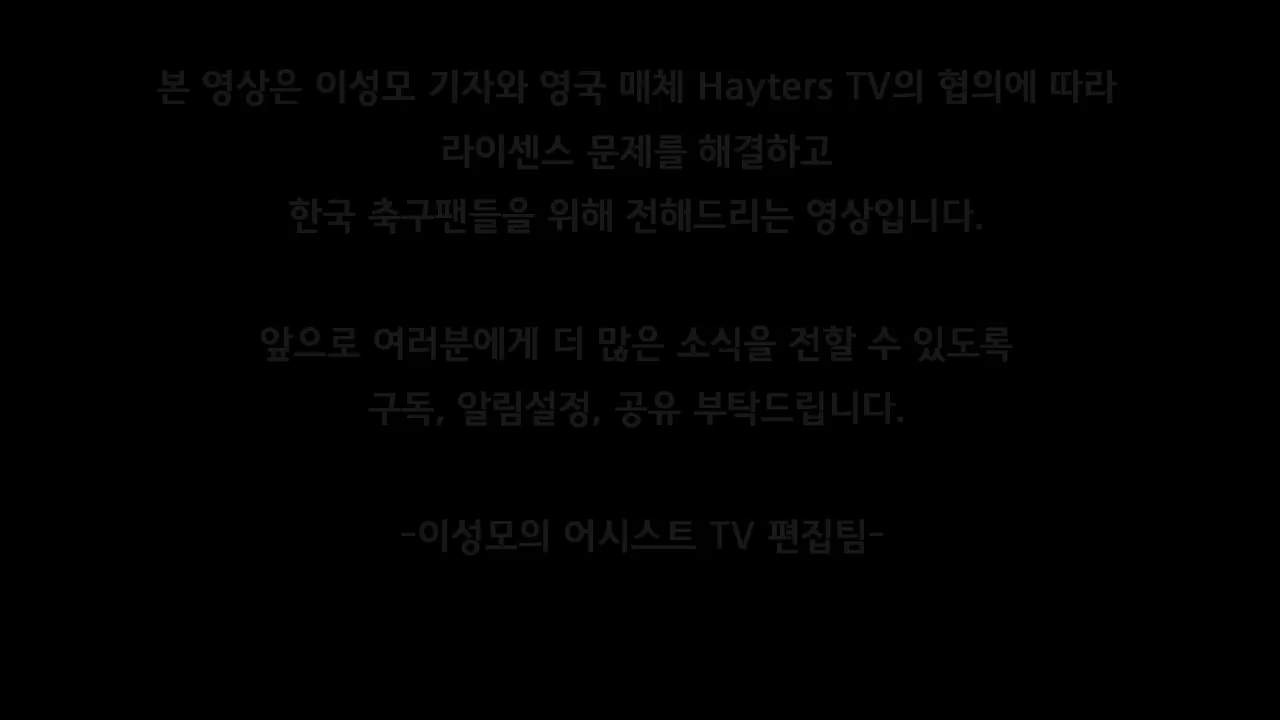 본 영상은 이성모 기자와 영국 매체 Hayters TV의 협의에 따라
라이센스 문제를 해결하고
한국 축구팬들을 위해 전해드리는 영상입니다.
앞으로 여러분에게 더 많은 소식을 전할 수 있도록
구독, 알림설정, 공유 부탁드립니다.
-이성모의 어시스트 TV 편집팀-